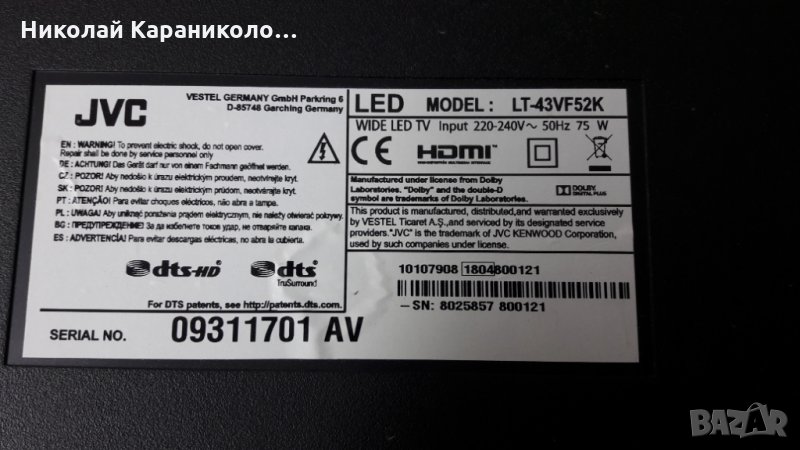 Николай Караниколо...
JVC
VESTEL GERMANY GmbH Parkring 6
D-85748 Garching Germany
EN : WARNING! To prevent electric shock, do not open cover.
Repair shall be done by service personnel only
DE : ACHTUNG! Das Gerät darf nur von einem Fachmann geöffnet werden.
CZ : POZOR! Aby nedošlo k úrazu elektrickým proudem, neotvírejte kryt.
SK : POZOR! Aby nedošlo k úrazu elektrickým prúdom, neotvárajte kryt.
PT : ATENÇÃO! Para evitar choques eléctricos, não abra a tampa.
PL : UWAGA! Aby uniknąć porażenia prądem elektrycznym, nie należy otwierać pokrywy.
BG : ПРЕДУПРЕЖДЕНИЕ! За да избегнете токов удар, не отваряйте капака.
ES : ADVERTENCIA! Para evitar descargas eléctricas, no abra la cubierta.
dts-HD dts
TruSurround
For DTS patents, see http://patents.dts.com.
SERIAL NO. 09311701 AV
LED MODEL : LT-43VF52K
WIDE LED TV Input 220-240V~ 50Hz 75 W
CE HDMI
HIGH-DEFINITION MULTIMEDIA INTERFACE
Manufactured under license from Dolby
Laboratories. "Dolby" and the double-D
symbol are trademarks of Dolby Laboratories.
DOLBY
DIGITAL PLUS
This product is manufactured, distributed,and warranted exclusively
by VESTEL Ticaret A.Ş.,and serviced by its designated service
providers."JVC" is the trademark of JVC KENWOOD Corporation,
used by such companies under license.
10107908 1804800121
–SN: 8025857 800121
BAZAR